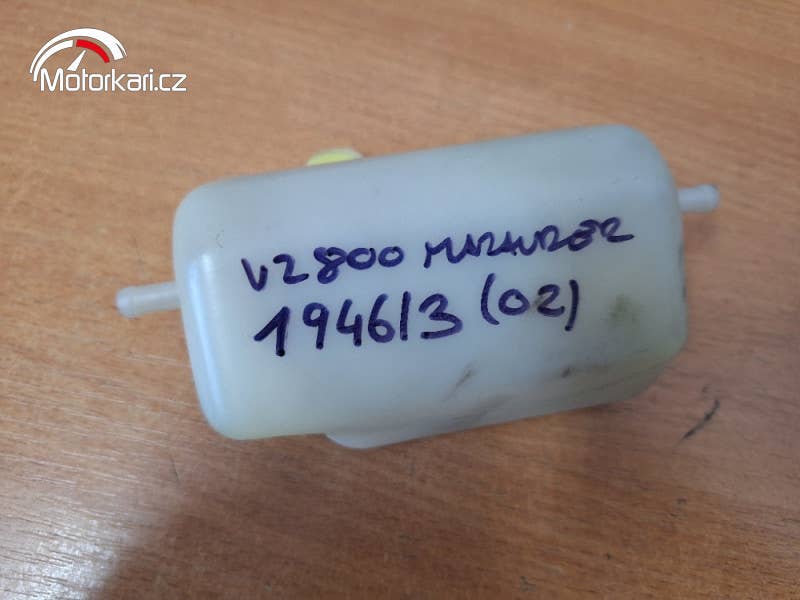 Motorkari.cz
VZ800 MARAUDER
194613 (02)